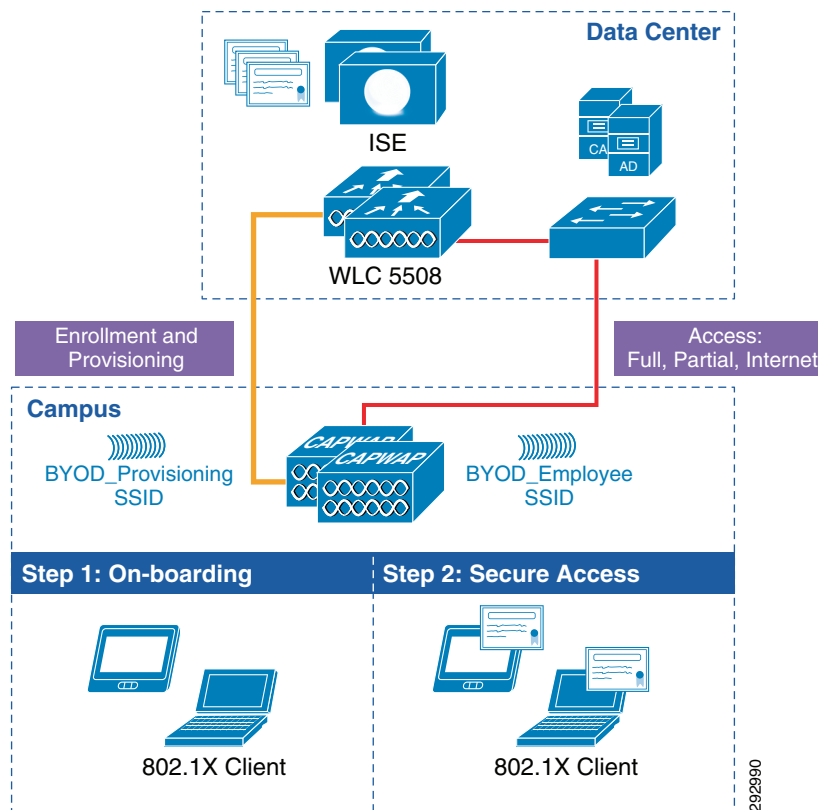 Data Center
ISE
CA
AD
WLC 5508
Enrollment and
Provisioning
Access:
Full, Partial, Internet
Campus
CAPWAP
CAPWAP
BYOD_Provisioning
SSID
BYOD_Employee
SSID
Step 1: On-boarding
Step 2: Secure Access
802.1X Client
802.1X Client
292990